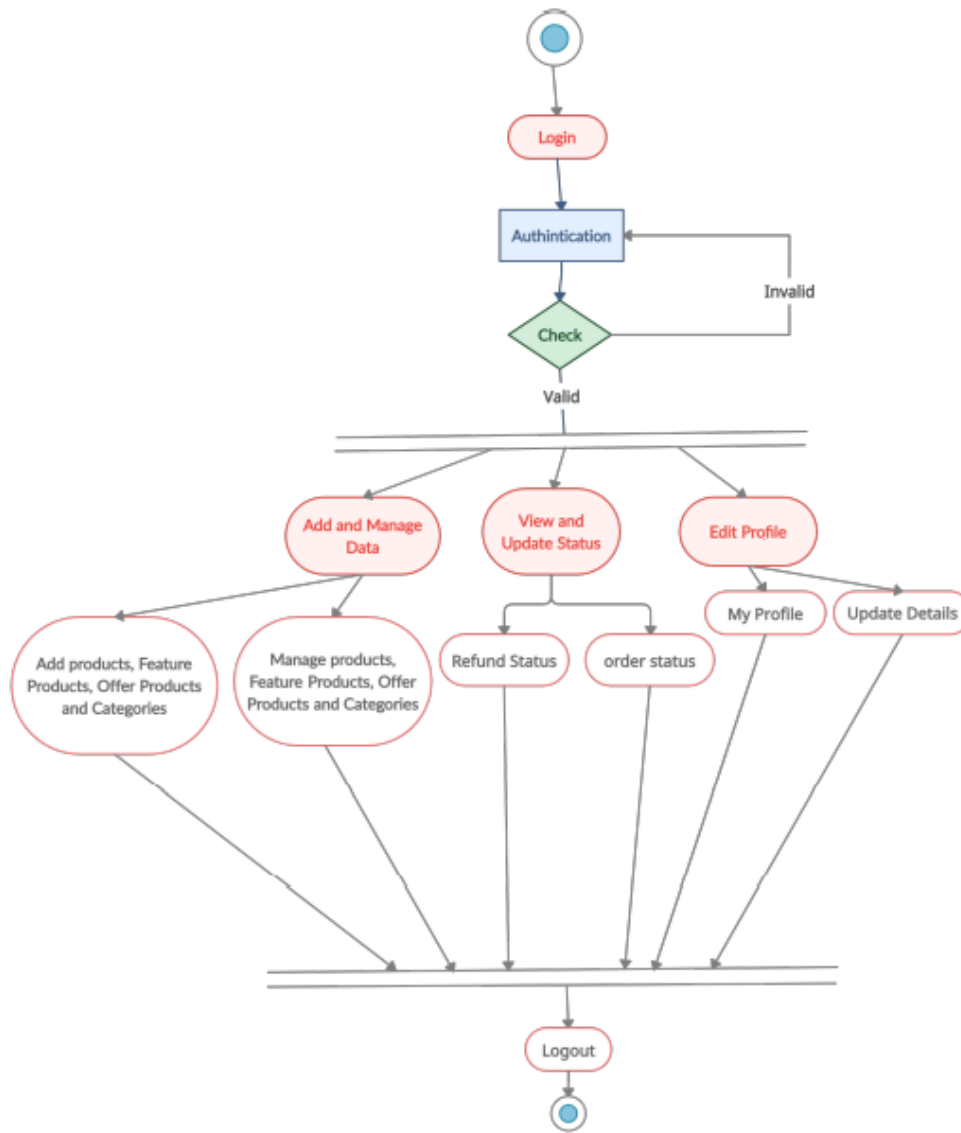 Login
Authintication
Invalid
Check
Valid
Add and Manage
Data
View and
Update Status
Edit Profile
Add products, Feature
Products, Offer Products
and Categories
Manage products,
Feature Products, Offer
Products and Categories
Refund Status
order status
My Profile
Update Details
Logout